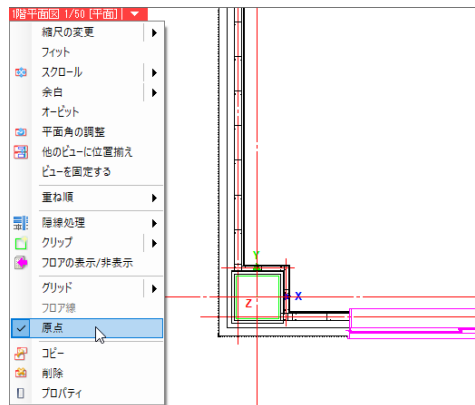 1階平面図 1/50 [平面]
縮尺の変更
フィット
スクロール
余白
オービット
平面角の調整
他のビューに位置揃え
ビューを固定する
重ね順
隠線処理
クリップ
フロアの表示/非表示
グリッド
フロア線
原点
コピー
削除
プロパティ
Y
X
Z